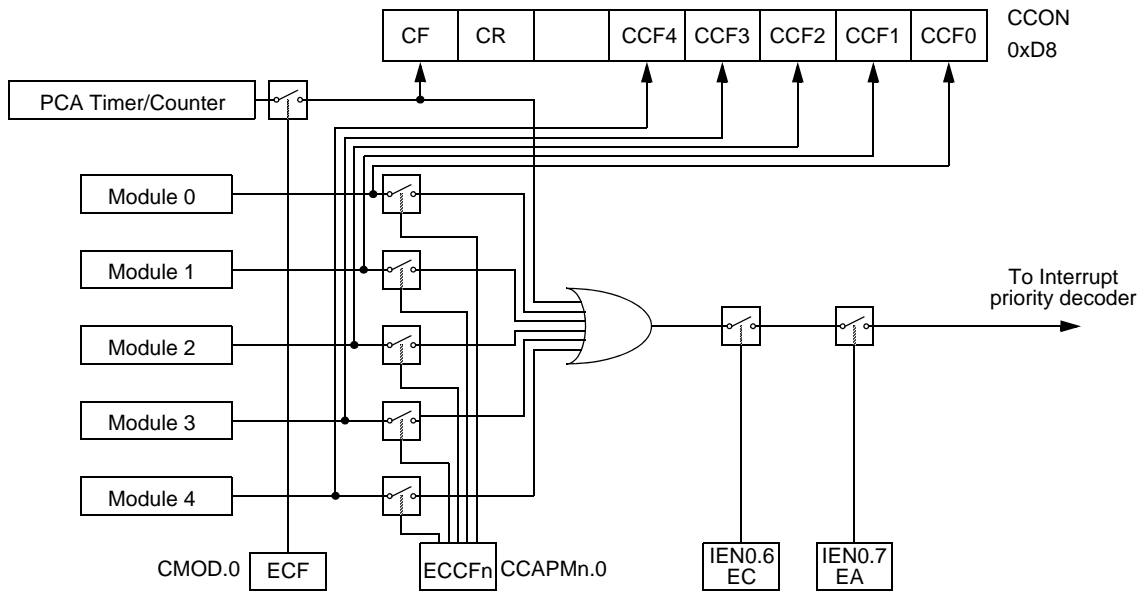 CF CR CCF4 CCF3 CCF2 CCF1 CCF0 CCON
0xD8
PCA Timer/Counter
Module 0
Module 1
To Interrupt
priority decoder
Module 2
Module 3
Module 4
CMOD.0 ECF ECCFn CCAPMn.0
IEN0.6
EC
IEN0.7
EA